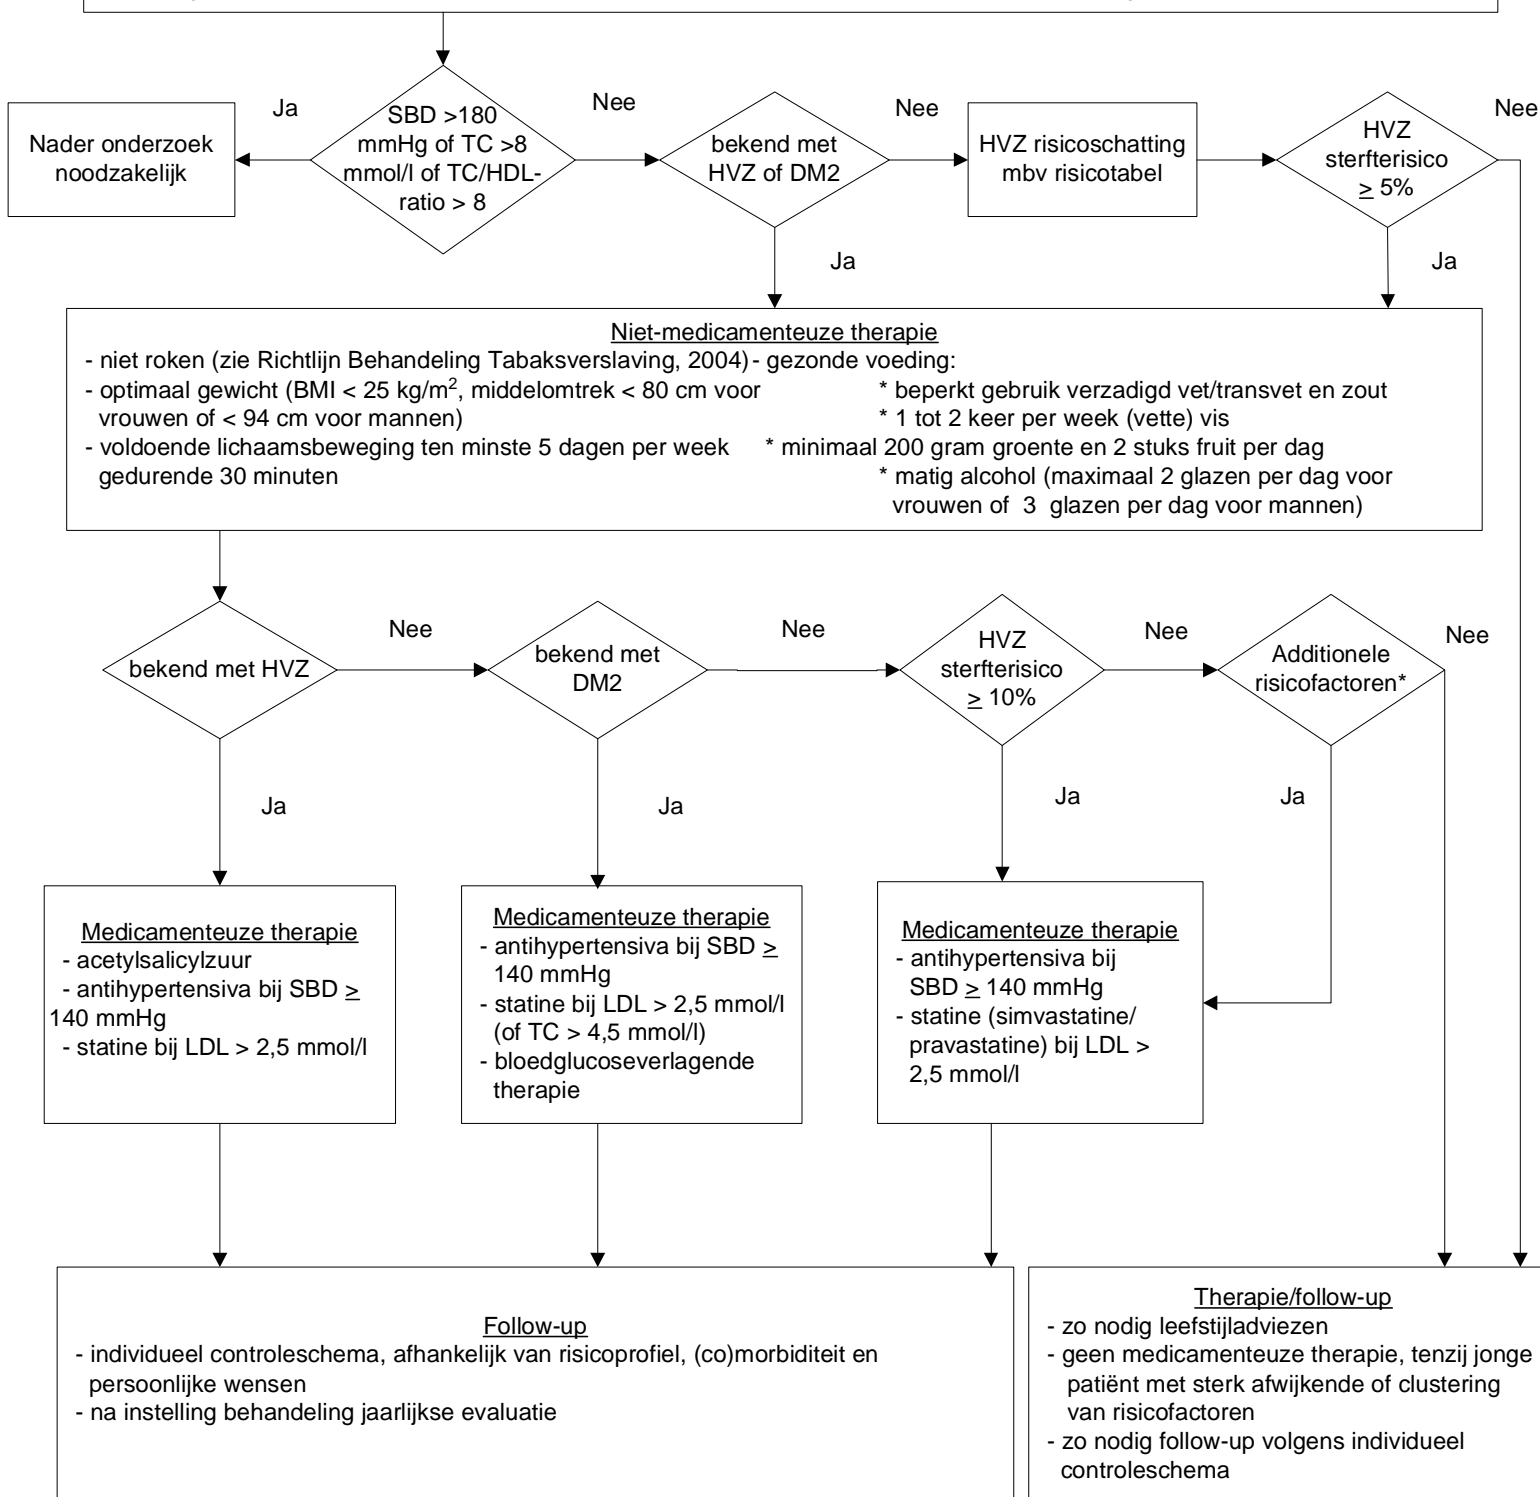 Ja
Nee
Nee
Nee
Nader onderzoek
noodzakelijk
SBD >180
mmHg of TC >8
mmol/l of TC/HDL-
ratio > 8
bekend met
HVZ of DM2
HVZ risicoschatting
mbv risicotabel
HVZ
sterfterisico
≥ 5%
Ja
Ja
Niet-medicamenteuze therapie
- niet roken (zie Richtlijn Behandeling Tabaksverslaving, 2004) - gezonde voeding:
- optimaal gewicht (BMI < 25 kg/m², middelomtrek < 80 cm voor * beperkt gebruik verzadigd vet/transvet en zout
vrouwen of < 94 cm voor mannen) * 1 tot 2 keer per week (vette) vis
- voldoende lichaamsbeweging ten minste 5 dagen per week * minimaal 200 gram groente en 2 stuks fruit per dag
gedurende 30 minuten * matig alcohol (maximaal 2 glazen per dag voor
vrouwen of 3 glazen per dag voor mannen)
bekend met HVZ
Nee
bekend met
DM2
Nee
HVZ
sterfterisico
≥ 10%
Nee
Additionele
risicofactoren*
Nee
Ja
Ja
Ja
Ja
Medicamenteuze therapie
- acetylsalicylzuur
- antihypertensiva bij SBD ≥
140 mmHg
- statine bij LDL > 2,5 mmol/l
Medicamenteuze therapie
- antihypertensiva bij SBD ≥
140 mmHg
- statine bij LDL > 2,5 mmol/l
(of TC > 4,5 mmol/l)
- bloedglucoseverlagende
therapie
Medicamenteuze therapie
- antihypertensiva bij
SBD ≥ 140 mmHg
- statine (simvastatine/
pravastatine) bij LDL >
2,5 mmol/l
Follow-up
- individueel controleschema, afhankelijk van risicoprofiel, (co)morbiditeit en
persoonlijke wensen
- na instelling behandeling jaarlijkse evaluatie
Therapie/follow-up
- zo nodig leefstijladviezen
- geen medicamenteuze therapie, tenzij jonge
patiënt met sterk afwijkende of clustering
van risicofactoren
- zo nodig follow-up volgens individueel
controleschema